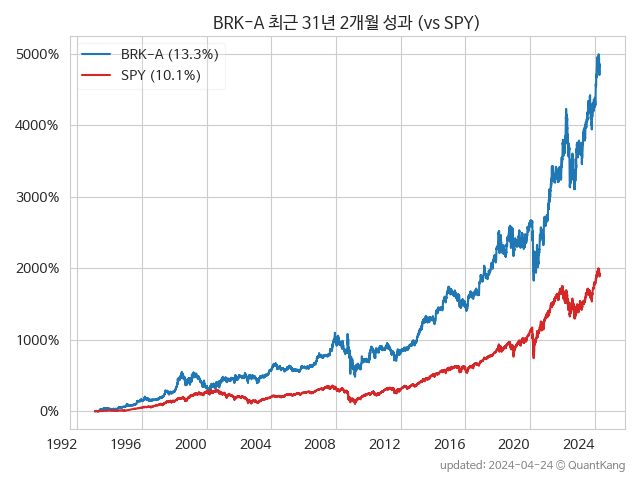 BRK-A 최근 31년 2개월 성과 (vs SPY)
BRK-A (13.3%)
SPY (10.1%)
5000%
4000%
3000%
2000%
1000%
0%
1992 1996 2000 2004 2008 2012 2016 2020 2024
updated: 2024-04-24 © QuantKang